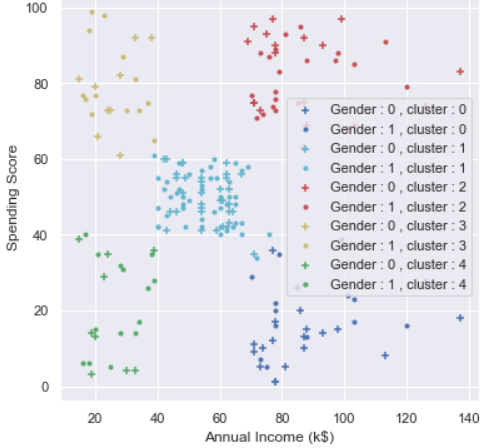 100
80
60
40
20
0
Spending Score
Gender : 0 , cluster : 0
Gender : 1 , cluster : 0
Gender : 0 , cluster : 1
Gender : 1 , cluster : 1
Gender : 0 , cluster : 2
Gender : 1 , cluster : 2
Gender : 0 , cluster : 3
Gender : 1 , cluster : 3
Gender : 0 , cluster : 4
Gender : 1 , cluster : 4
20 40 60 80 100 120 140
Annual Income (k$)